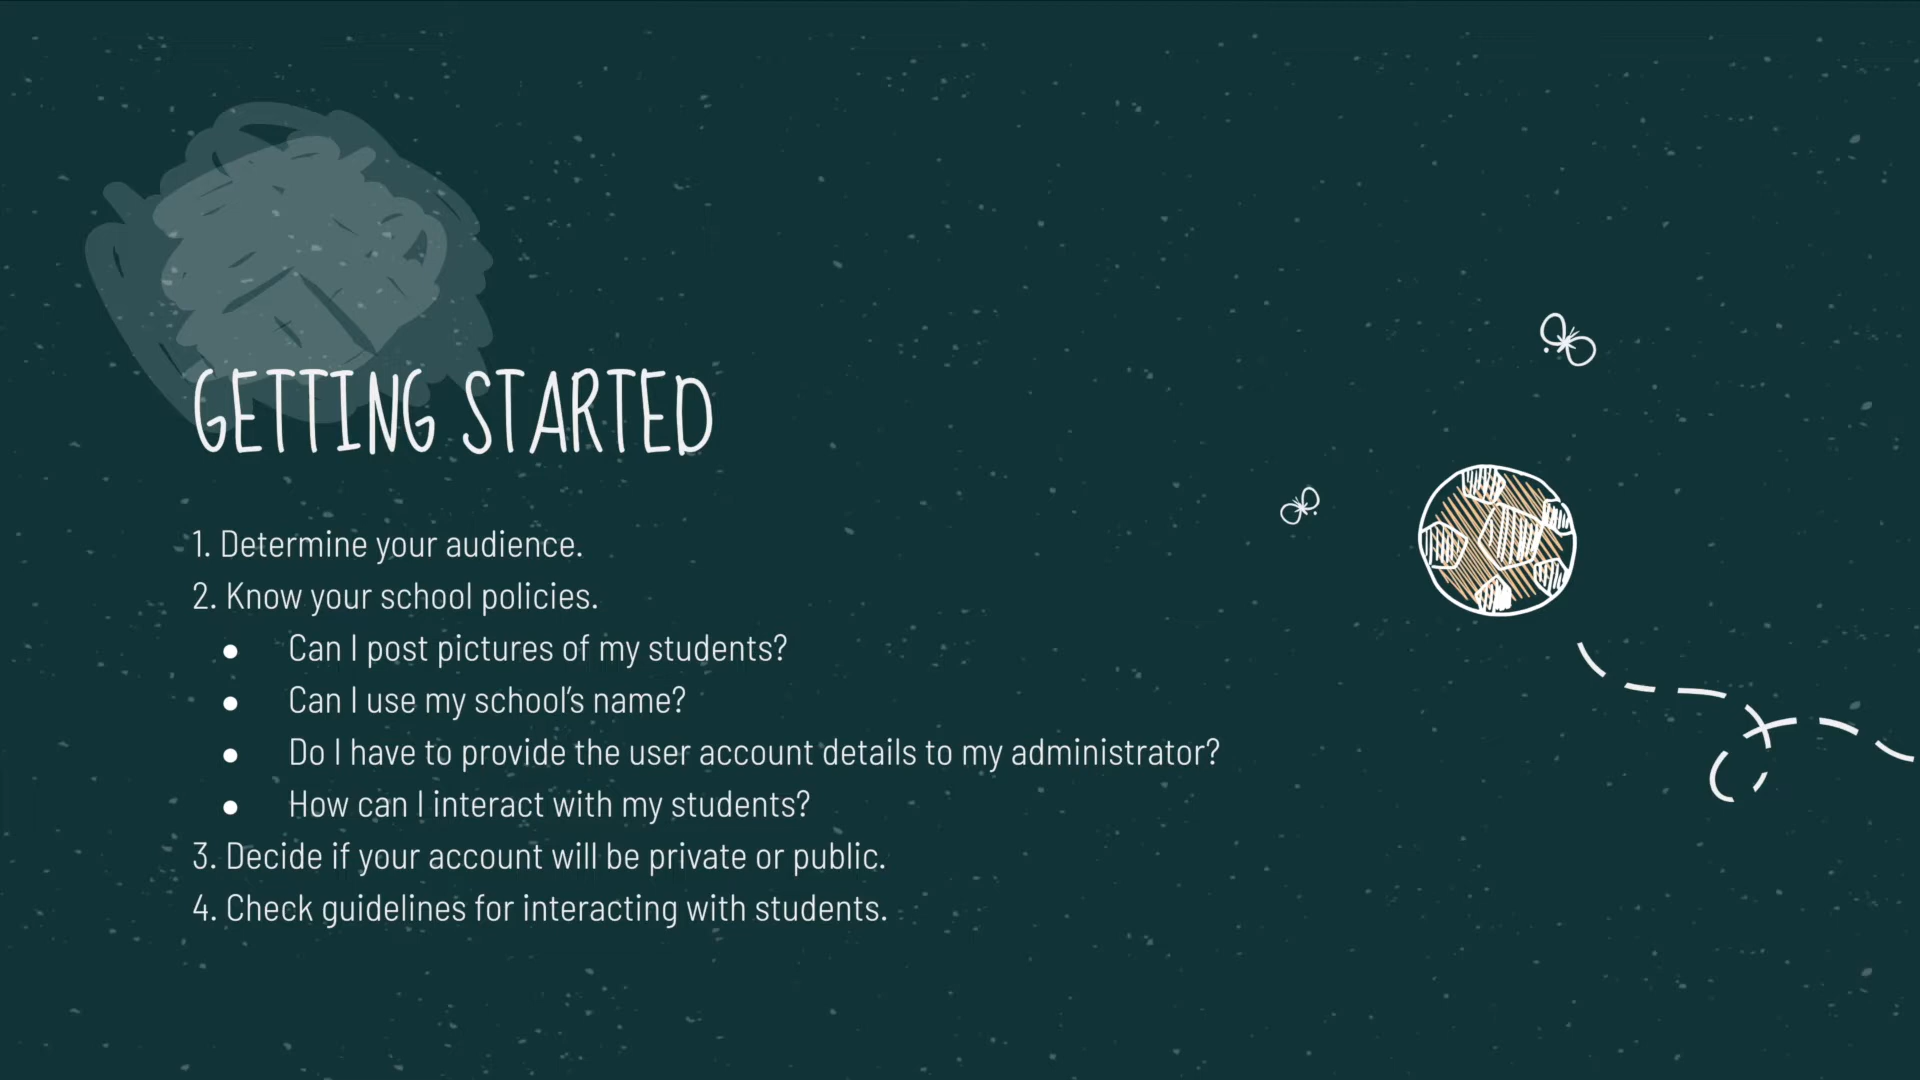 GETTING STARTED
1. Determine your audience.
2. Know your school policies.
● Can I post pictures of my students?
● Can I use my school's name?
● Do I have to provide the user account details to my administrator?
● How can I interact with my students?
3. Decide if your account will be private or public.
4. Check guidelines for interacting with students.